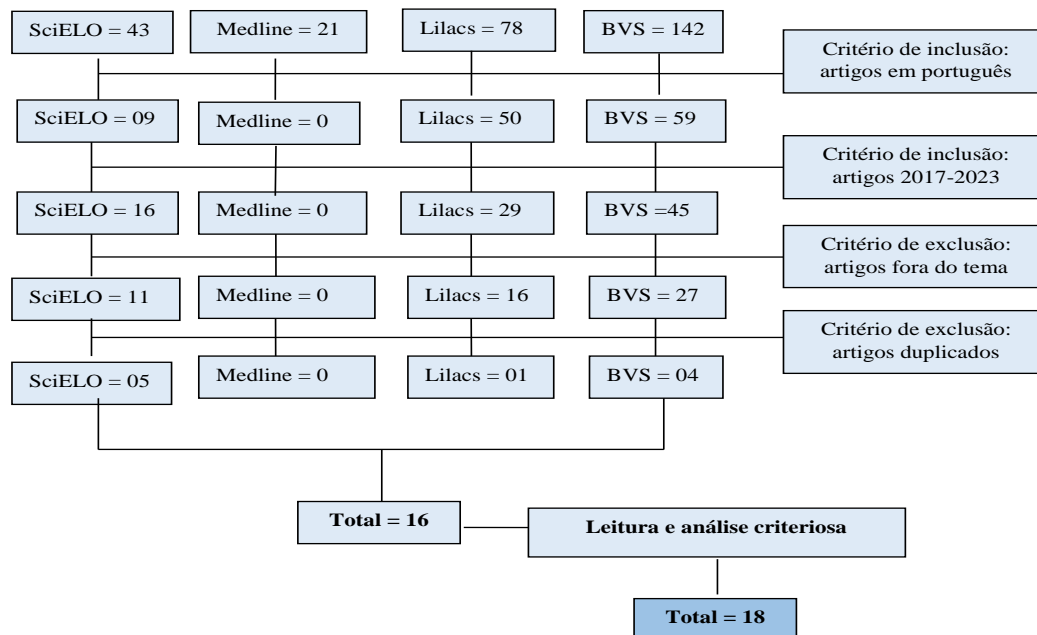 SciELO = 43
Medline = 21
Lilacs = 78
BVS = 142
Critério de inclusão:
artigos em português
SciELO = 09
Medline = 0
Lilacs = 50
BVS = 59
Critério de inclusão:
artigos 2017-2023
SciELO = 16
Medline = 0
Lilacs = 29
BVS =45
Critério de exclusão:
artigos fora do tema
SciELO = 11
Medline = 0
Lilacs = 16
BVS = 27
Critério de exclusão:
artigos duplicados
SciELO = 05
Medline = 0
Lilacs = 01
BVS = 04
Total = 16
Leitura e análise criteriosa
Total = 18